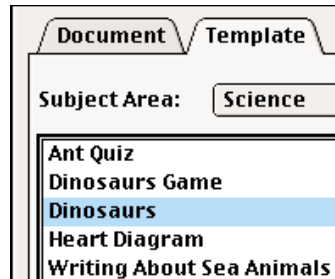 Document Template
Subject Area: Science
Ant Quiz
Dinosaurs Game
Dinosaurs
Heart Diagram
Writing About Sea Animals